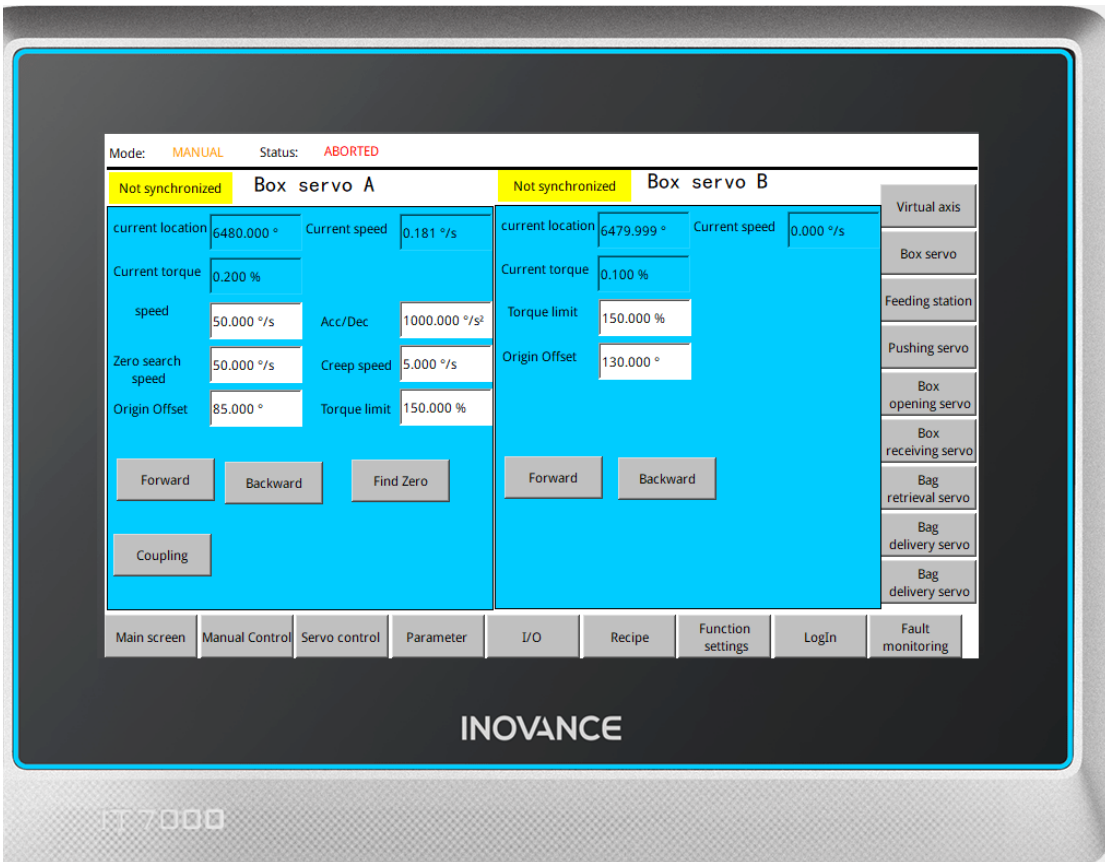 Mode: MANUAL Status: ABORTED
Not synchronized Box servo A
current location 6480.000 ° Current speed 0.181 °/s
Current torque 0.200 %
speed 50.000 °/s Acc/Dec 1000.000 °/s²
Zero search
speed 50.000 °/s Creep speed 5.000 °/s
Origin Offset 85.000 ° Torque limit 150.000 %
Forward Backward Find Zero
Coupling
Not synchronized Box servo B
current location 6479.999 ° Current speed 0.000 °/s
Current torque 0.100 %
Torque limit 150.000 %
Origin Offset 130.000 °
Forward Backward
Virtual axis
Box servo
Feeding station
Pushing servo
Box
opening servo
Box
receiving servo
Bag
retrieval servo
Bag
delivery servo
Bag
delivery servo
Main screen Manual Control Servo control Parameter I/O Recipe Function
settings LogIn Fault
monitoring
INOVANCE
IT 7000